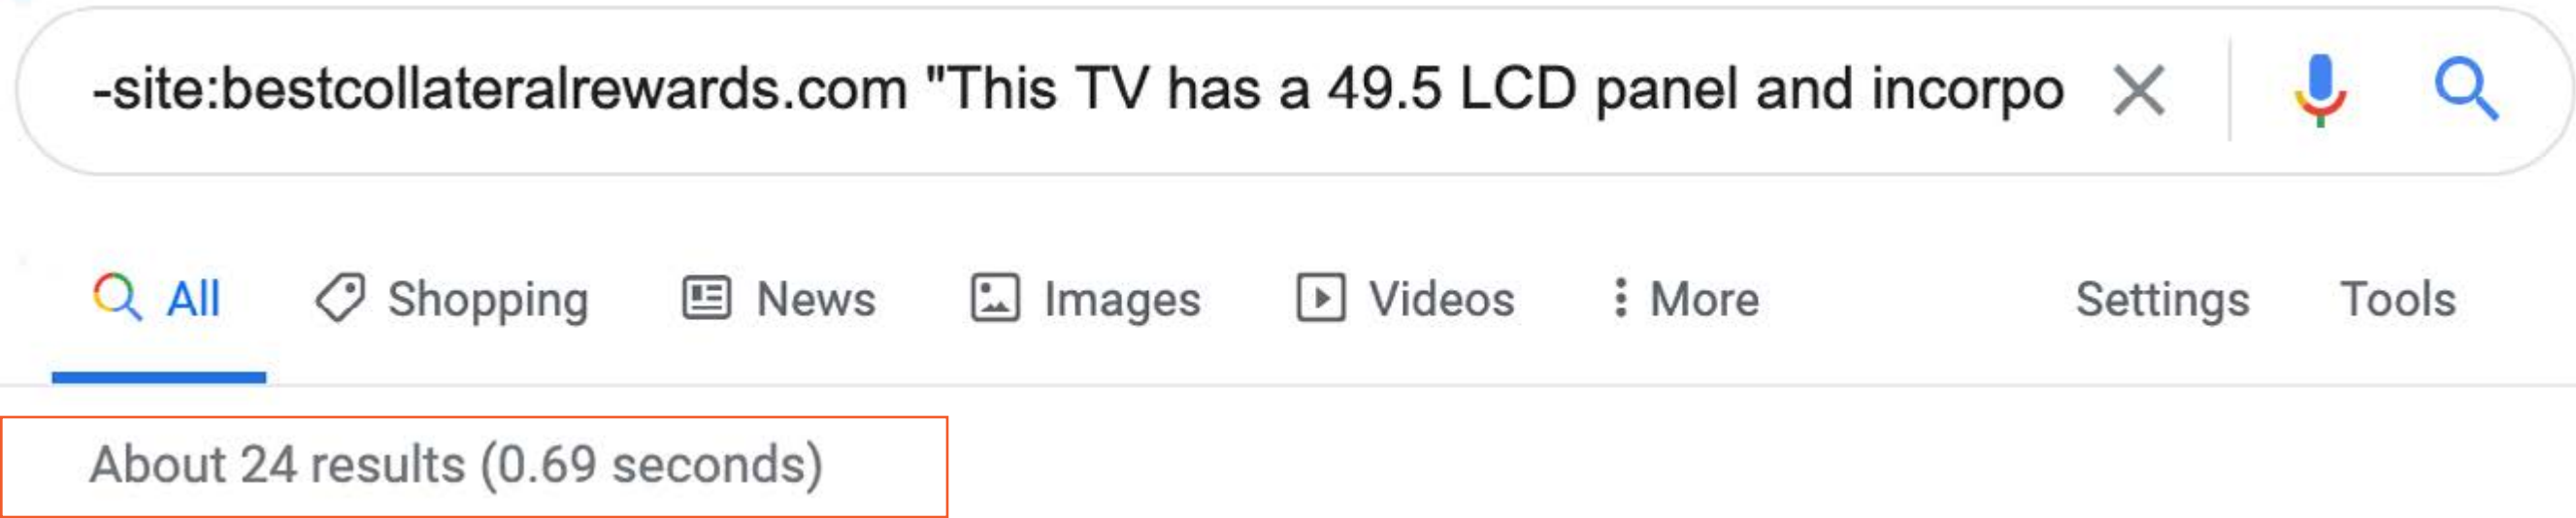 -site:bestcollateralrewards.com "This TV has a 49.5 LCD panel and incorpo
All Shopping News Images Videos More Settings Tools
About 24 results (0.69 seconds)